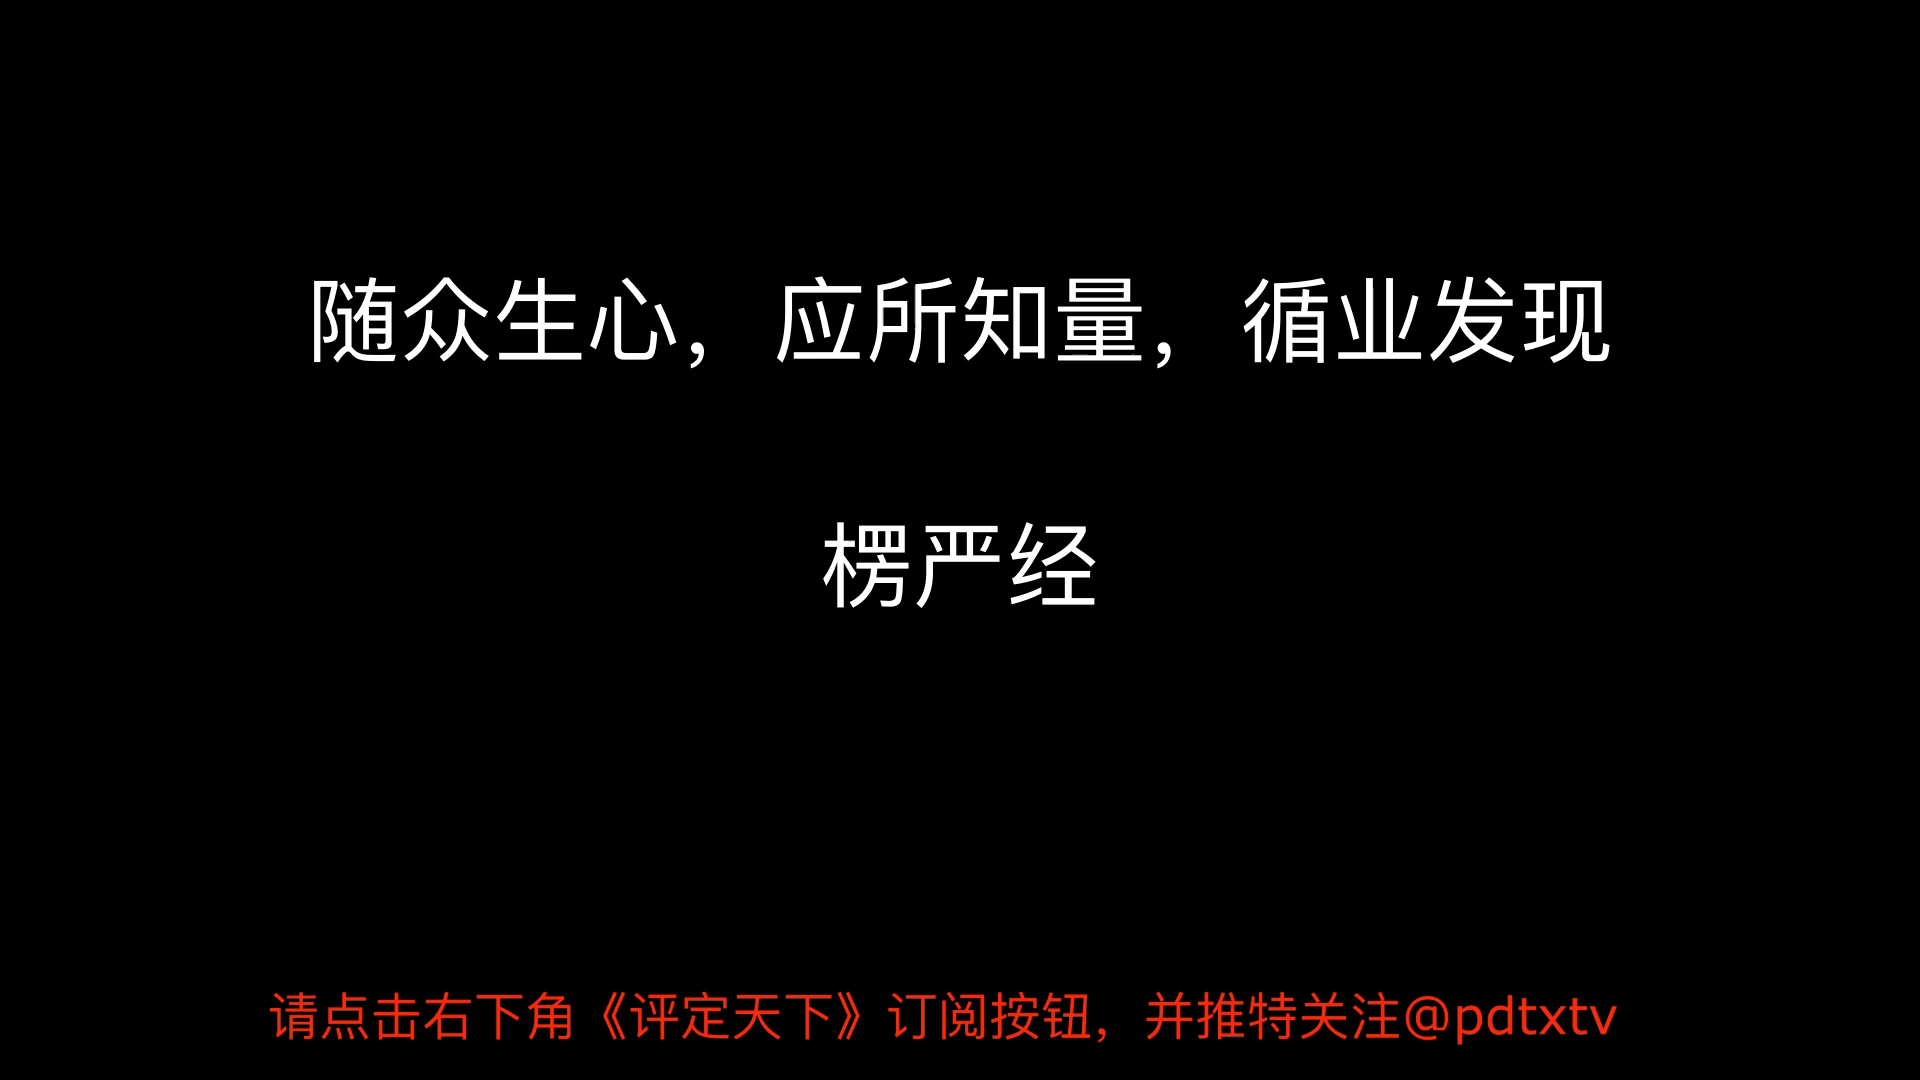 随众生心，应所知量，循业发现
楞严经
请点击右下角《评定天下》订阅按钮，并推特关注@pdtxtv